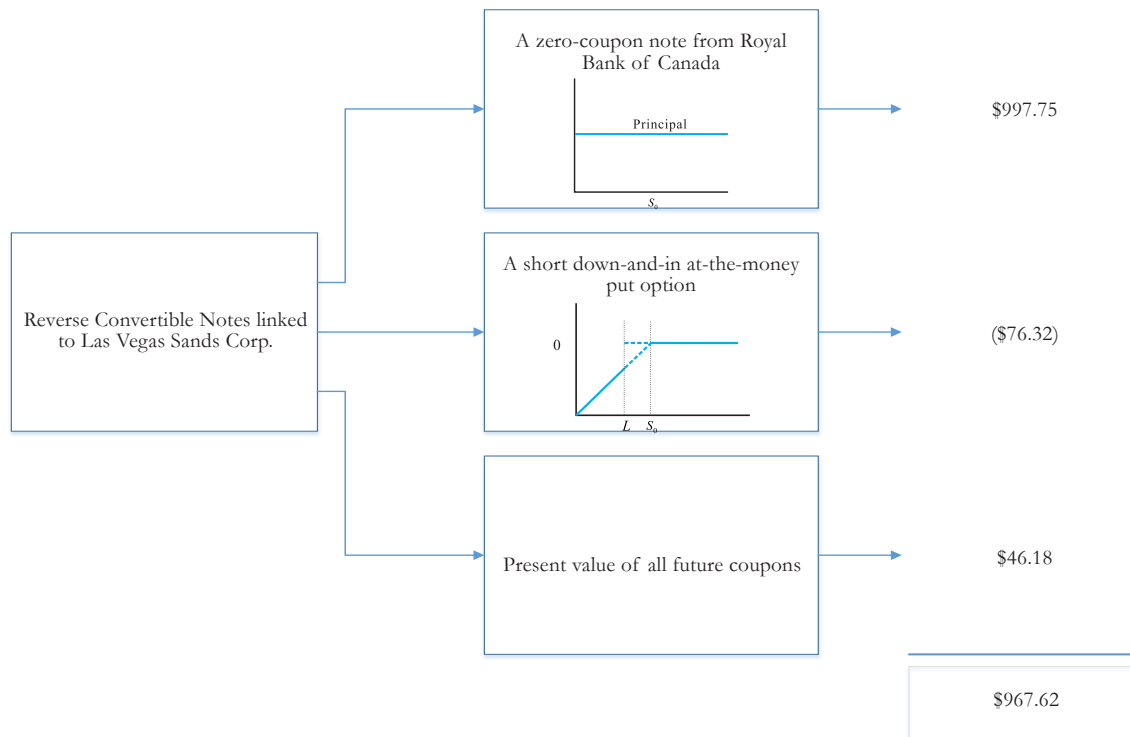 A zero-coupon note from Royal
Bank of Canada
Principal
S₀
$997.75
Reverse Convertible Notes linked
to Las Vegas Sands Corp.
A short down-and-in at-the-money
put option
0
L S₀
($76.32)
Present value of all future coupons
$46.18
$967.62